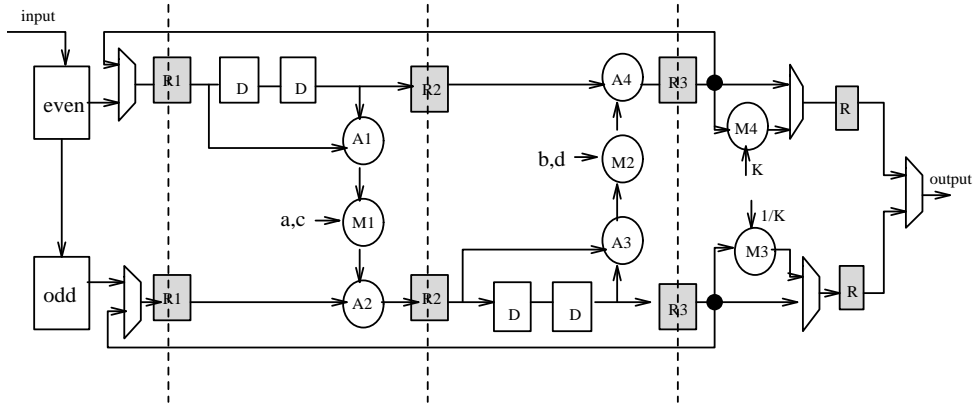 input
even
R1
D
D
R2
A4
R3
R
A1
M4
b,d
M2
K
output
a,c
M1
1/K
A3
M3
odd
R1
A2
R2
D
D
R3
R